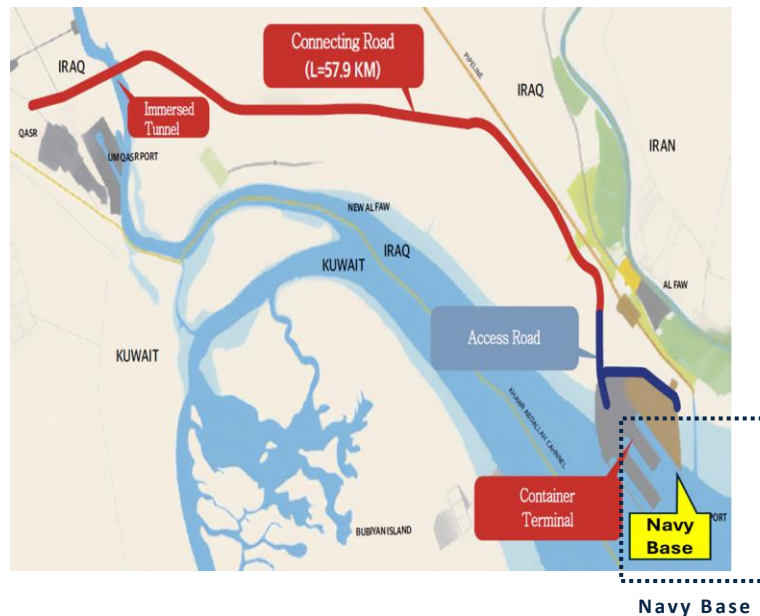 Connecting Road
(L=57.9 KM)
IRAQ
PIPELINE
IRAQ
Immersed
Tunnel
QASR
UM QASR PORT
IRAN
NEW AL FAW
IRAQ
KUWAIT
AL FAW
Access Road
KUWAIT
KHAWR ABDALLAH CAHNNEL
Container
Terminal
Navy
Base
PORT
BUBIYAN ISLAND
Navy Base